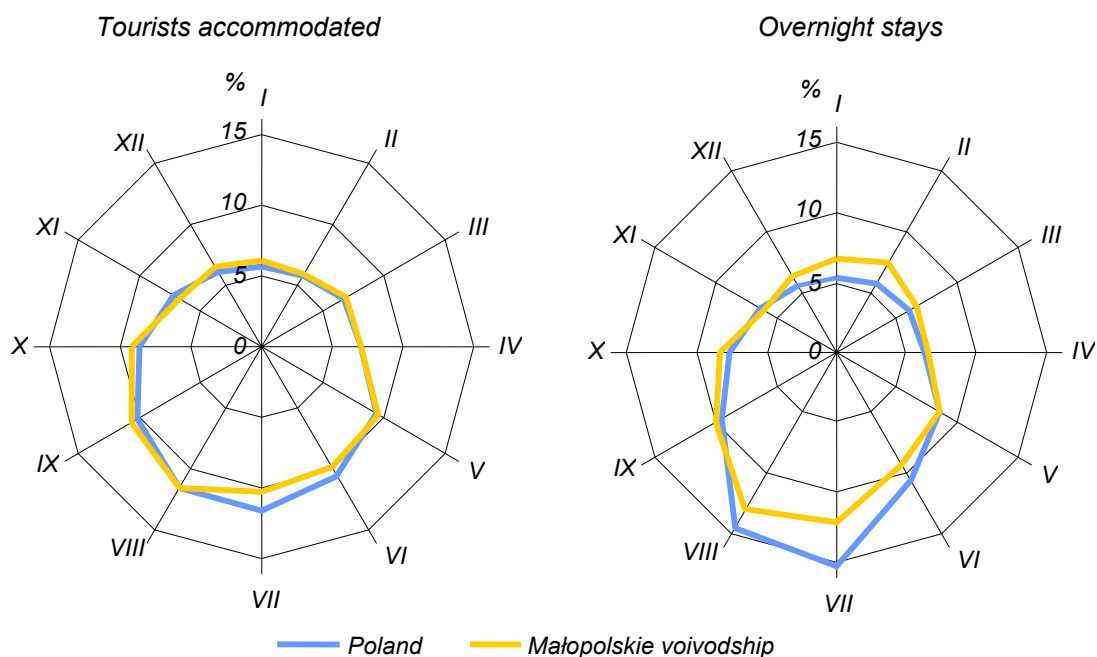 Tourists accommodated
%
I
II
III
IV
V
VI
VII
VIII
IX
X
XI
XII
15
10
5
0
Overnight stays
%
I
II
III
IV
V
VI
VII
VIII
IX
X
XI
XII
15
10
5
0
Poland
Małopolskie voivodship